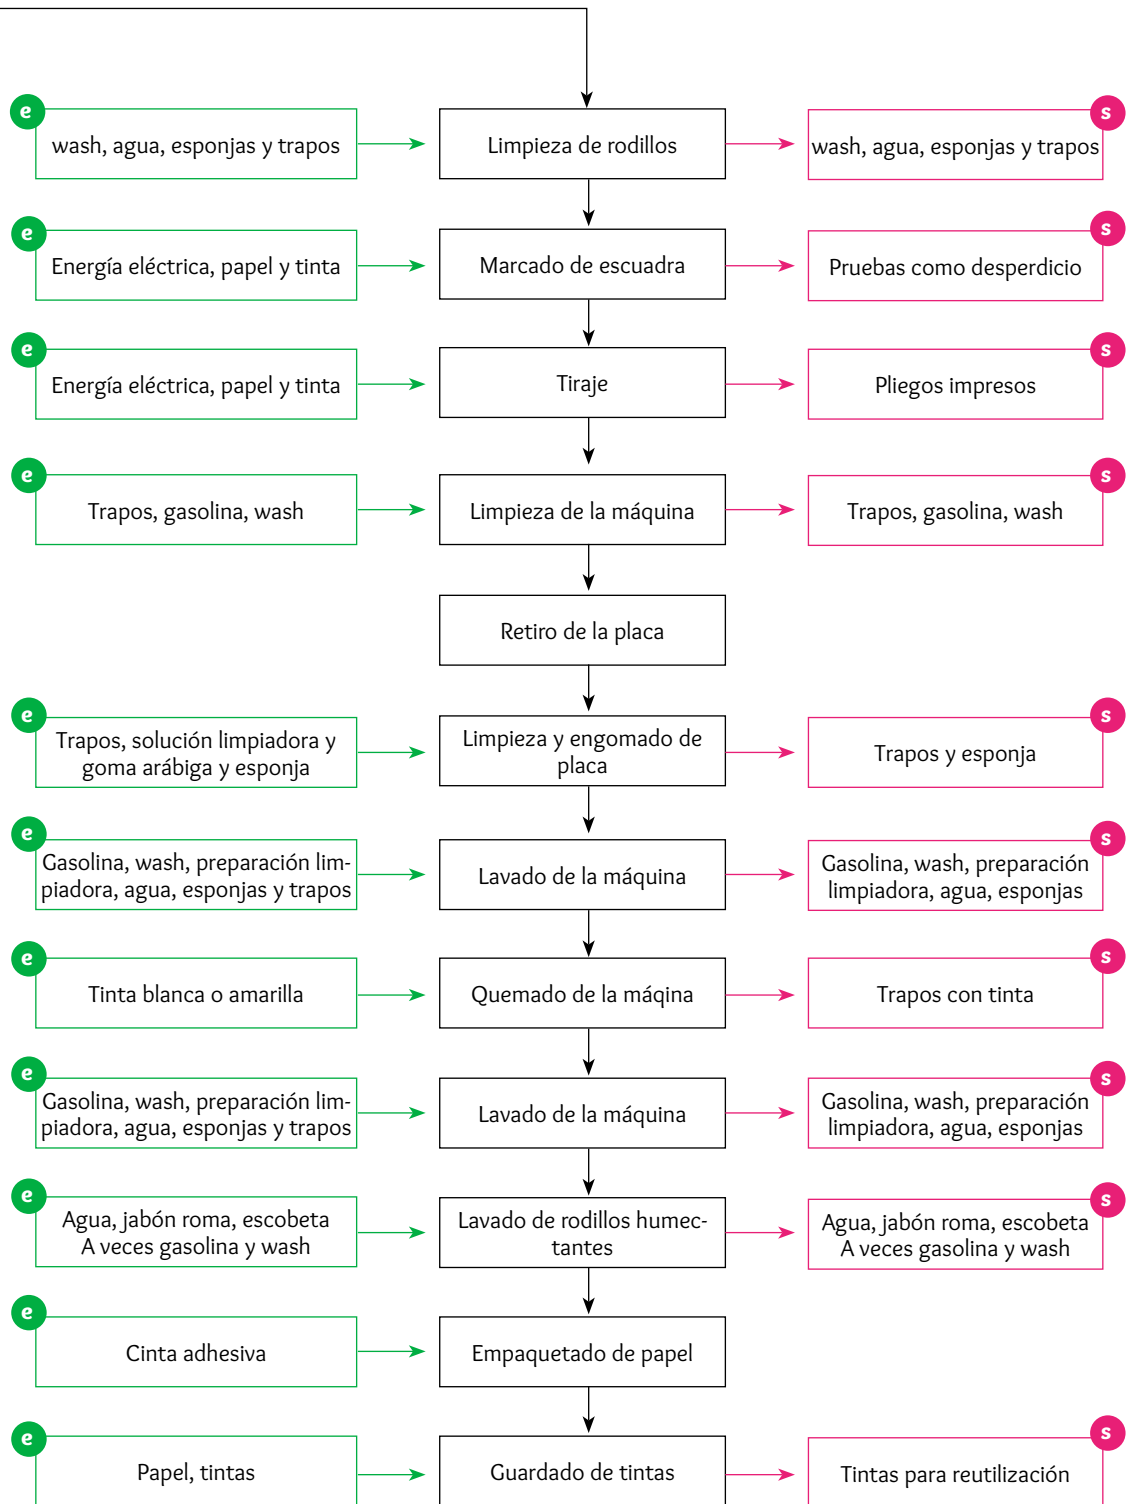 e
s
wash, agua, esponjas y trapos
Limpieza de rodillos
wash, agua, esponjas y trapos
e
s
Energía eléctrica, papel y tinta
Marcado de escuadra
Pruebas como desperdicio
e
s
Energía eléctrica, papel y tinta
Tiraje
Pliegos impresos
e
s
Trapos, gasolina, wash
Limpieza de la máquina
Trapos, gasolina, wash
Retiro de la placa
e
s
Trapos, solución limpiadora y
goma arábiga y esponja
Limpieza y engomado de
placa
Trapos y esponja
e
s
Gasolina, wash, preparación lim-
piadora, agua, esponjas y trapos
Lavado de la máquina
Gasolina, wash, preparación
limpiadora, agua, esponjas
e
s
Tinta blanca o amarilla
Quemado de la máqina
Trapos con tinta
e
s
Gasolina, wash, preparación lim-
piadora, agua, esponjas y trapos
Lavado de la máquina
Gasolina, wash, preparación
limpiadora, agua, esponjas
e
s
Agua, jabón roma, escobeta
A veces gasolina y wash
Lavado de rodillos humec-
tantes
Agua, jabón roma, escobeta
A veces gasolina y wash
e
Cinta adhesiva
Empaquetado de papel
e
s
Papel, tintas
Guardado de tintas
Tintas para reutilización